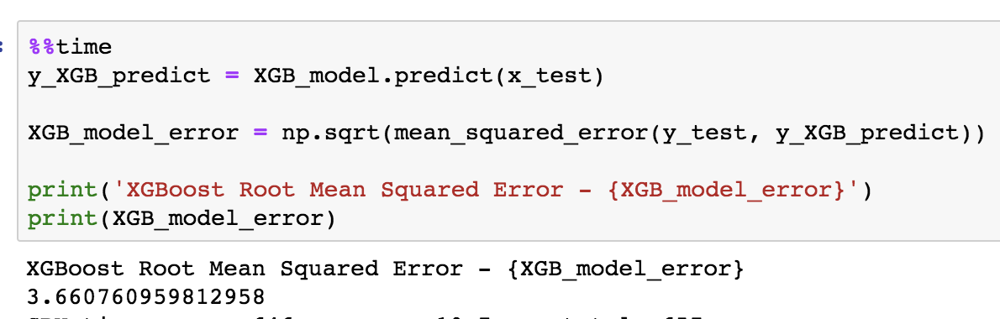 %%time
y_XGB_predict = XGB_model.predict(x_test)
XGB_model_error = np.sqrt(mean_squared_error(y_test, y_XGB_predict))
print('XGBoost Root Mean Squared Error - {XGB_model_error}')
print(XGB_model_error)
XGBoost Root Mean Squared Error - {XGB_model_error}
3.660760959812958